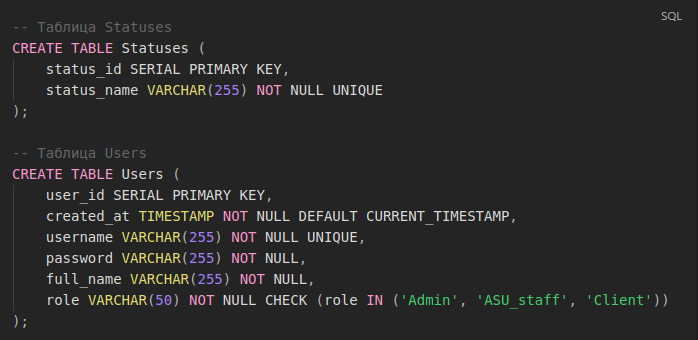 SQL
-- Таблица Statuses
CREATE TABLE Statuses (
    status_id SERIAL PRIMARY KEY,
    status_name VARCHAR(255) NOT NULL UNIQUE
);

-- Таблица Users
CREATE TABLE Users (
    user_id SERIAL PRIMARY KEY,
    created_at TIMESTAMP NOT NULL DEFAULT CURRENT_TIMESTAMP,
    username VARCHAR(255) NOT NULL UNIQUE,
    password VARCHAR(255) NOT NULL,
    full_name VARCHAR(255) NOT NULL,
    role VARCHAR(50) NOT NULL CHECK (role IN ('Admin', 'ASU_staff', 'Client'))
);